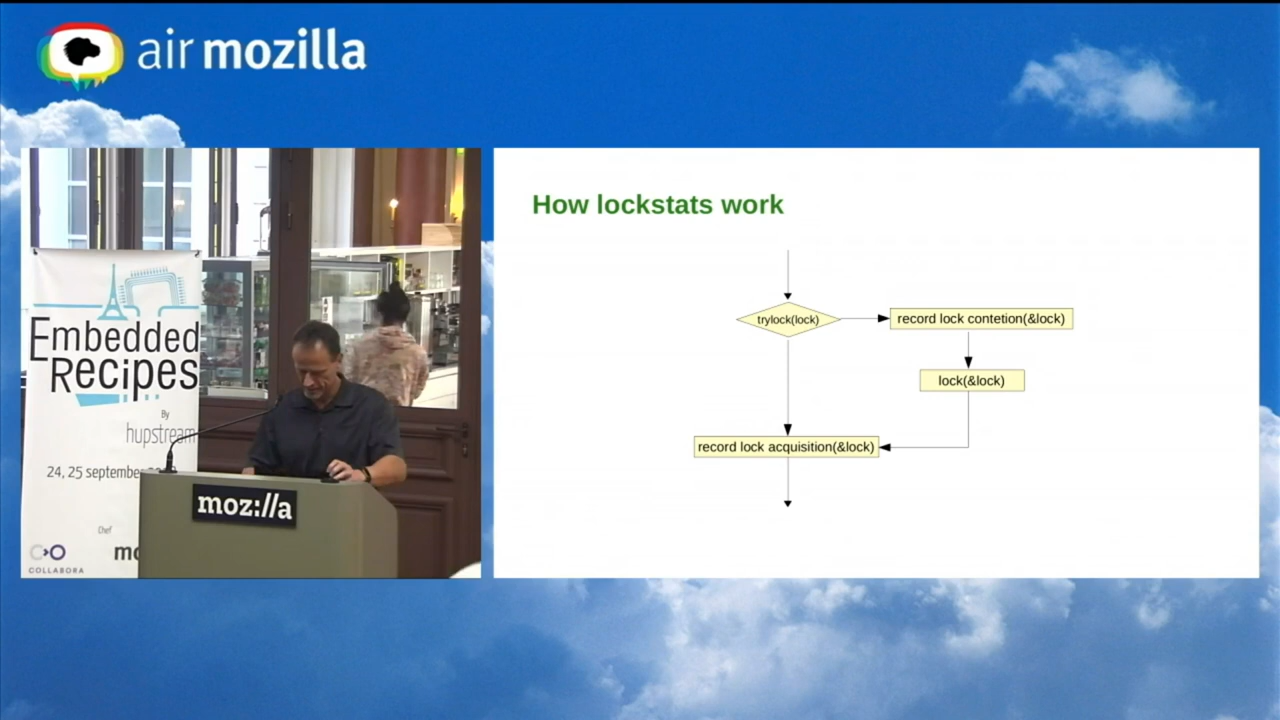 air mozilla
Embedded
Recipes
By
hupstream
24, 25 september
Chef
COLLABORA
moz://a
How lockstats work
trylock(lock)
record lock contetion(&lock)
lock(&lock)
record lock acquisition(&lock)